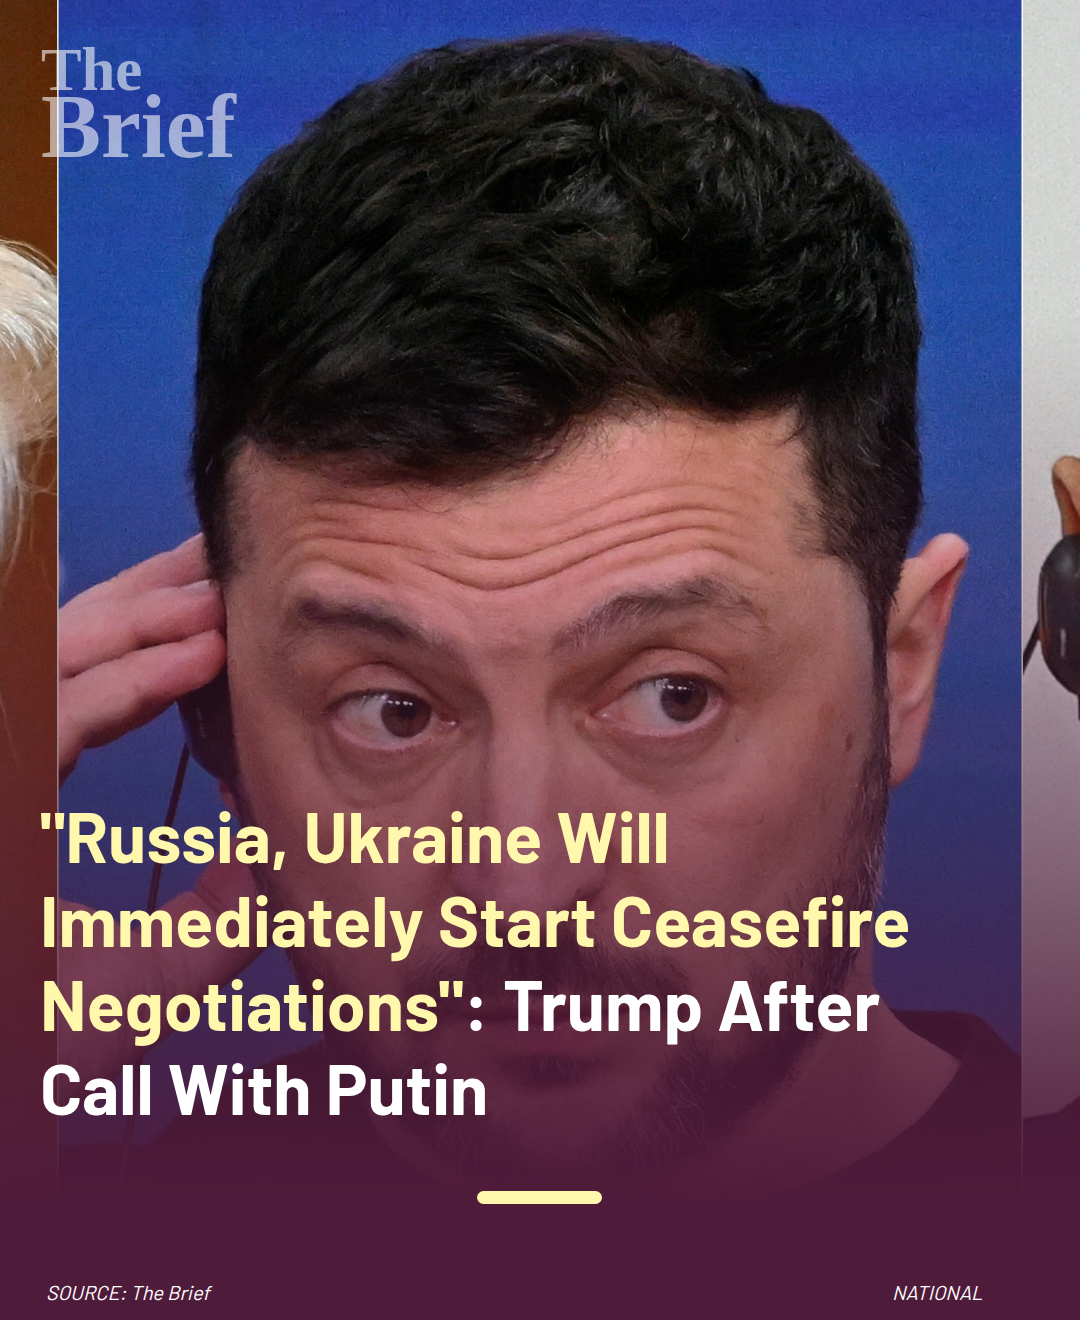 The
Brief
"Russia, Ukraine Will
Immediately Start Ceasefire
Negotiations": Trump After
Call With Putin
SOURCE: The Brief
NATIONAL